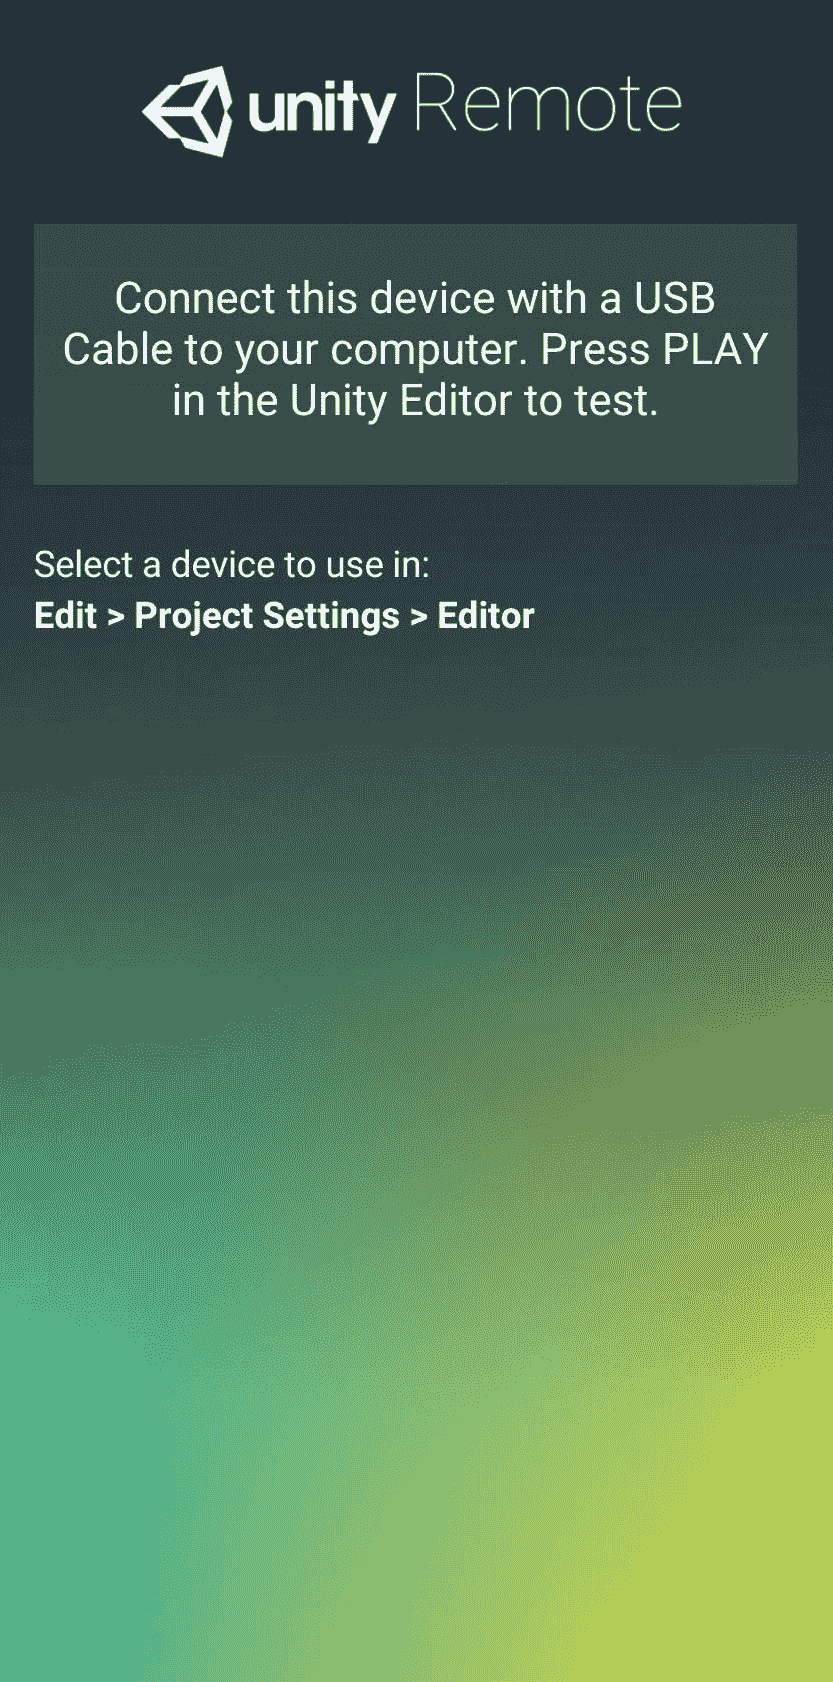 unity Remote
Connect this device with a USB
Cable to your computer. Press PLAY
in the Unity Editor to test.
Select a device to use in:
Edit > Project Settings > Editor